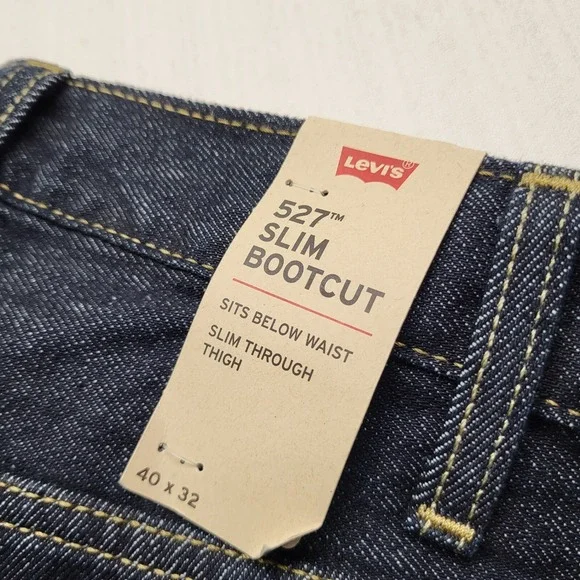 Levi's®
527™
SLIM
BOOTCUT
SITS BELOW WAIST
SLIM THROUGH
THIGH
40 x 32